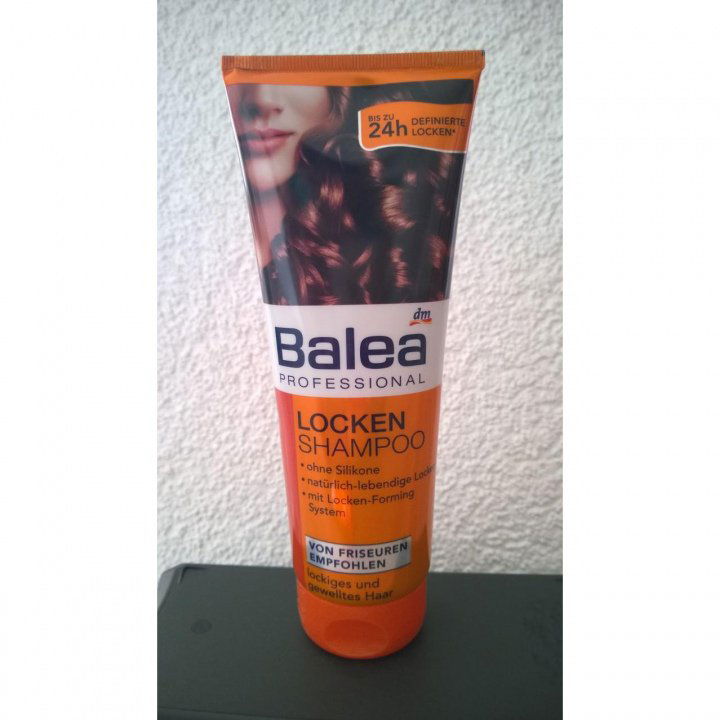 BIS ZU
24h DEFINIERTE
LOCKEN*
dm
Balea
PROFESSIONAL
LOCKEN
SHAMPOO
• ohne Silikone
• natürlich-lebendige Locken
• mit Locken-Forming
System
VON FRISEUREN
EMPFOHLEN
lockiges und
gewelltes Haar